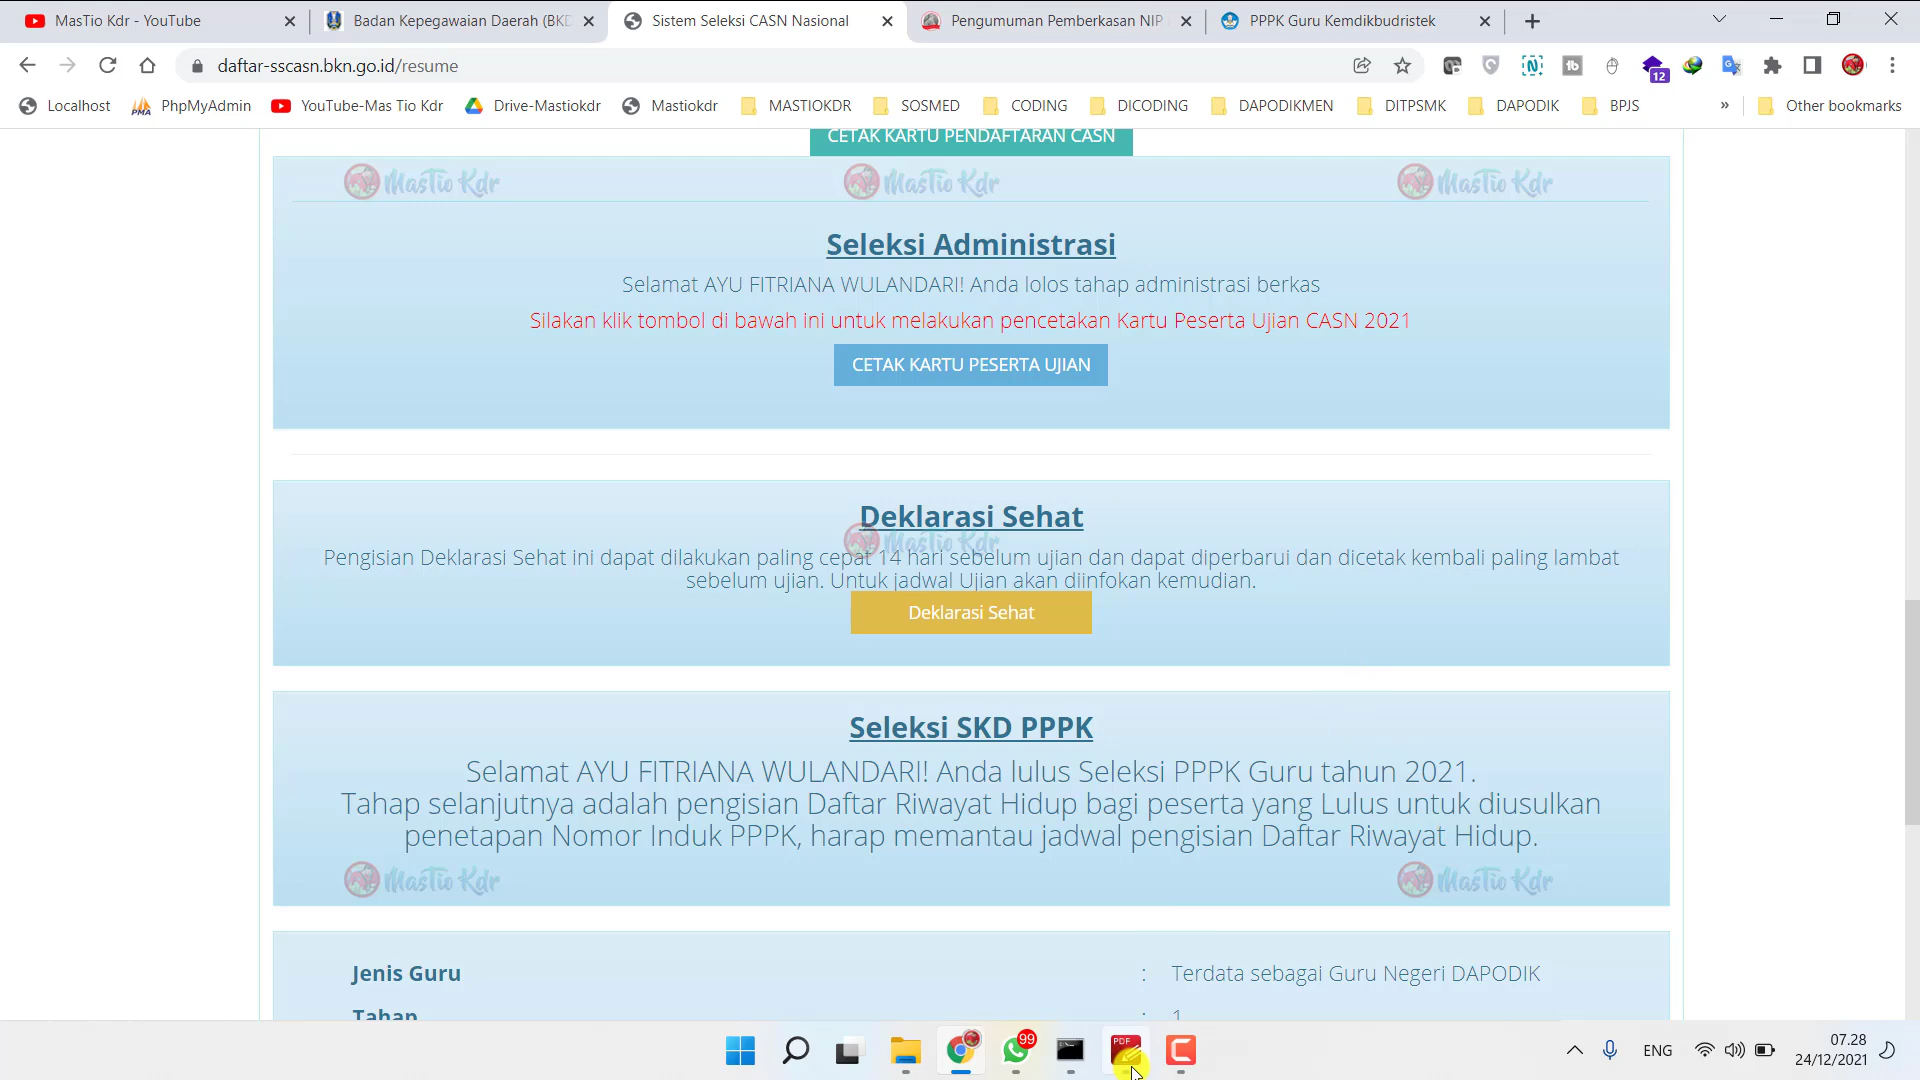 MasTio Kdr - YouTube
Badan Kepegawaian Daerah (BKD
Sistem Seleksi CASN Nasional
Pengumuman Pemberkasan NIP
PPPK Guru Kemdikbudristek
daftar-sscasn.bkn.go.id/resume
12
Localhost
PMA
PhpMyAdmin
YouTube-Mas Tio Kdr
Drive-Mastiokdr
Mastiokdr
MASTIOKDR
SOSMED
CODING
DICODING
DAPODIKMEN
DITPSMK
DAPODIK
BPJS
»
Other bookmarks
CETAK KARTU PENDAFTARAN CASN
MasTio Kdr
MasTio Kdr
MasTio Kdr
Seleksi Administrasi
Selamat AYU FITRIANA WULANDARI! Anda lolos tahap administrasi berkas
Silakan klik tombol di bawah ini untuk melakukan pencetakan Kartu Peserta Ujian CASN 2021
CETAK KARTU PESERTA UJIAN
Deklarasi Sehat
MasTio Kdr
Pengisian Deklarasi Sehat ini dapat dilakukan paling cepat 14 hari sebelum ujian dan dapat diperbarui dan dicetak kembali paling lambat
sebelum ujian. Untuk jadwal Ujian akan diinfokan kemudian.
Deklarasi Sehat
Seleksi SKD PPPK
Selamat AYU FITRIANA WULANDARI! Anda lulus Seleksi PPPK Guru tahun 2021.
Tahap selanjutnya adalah pengisian Daftar Riwayat Hidup bagi peserta yang Lulus untuk diusulkan
penetapan Nomor Induk PPPK, harap memantau jadwal pengisian Daftar Riwayat Hidup.
MasTio Kdr
MasTio Kdr
Jenis Guru : Terdata sebagai Guru Negeri DAPODIK
Tahap : 1
99
PDF
ENG
07.28
24/12/2021